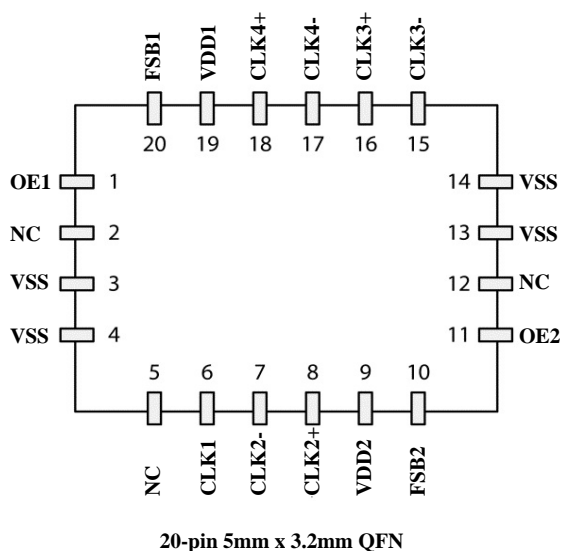 FSB1 VDD1 CLK4+ CLK4- CLK3+ CLK3-
20 19 18 17 16 15
OE1 1 14 VSS
NC 2 13 VSS
VSS 3 12 NC
VSS 4 11 OE2
5 6 7 8 9 10
NC CLK1 CLK2- CLK2+ VDD2 FSB2
20-pin 5mm x 3.2mm QFN